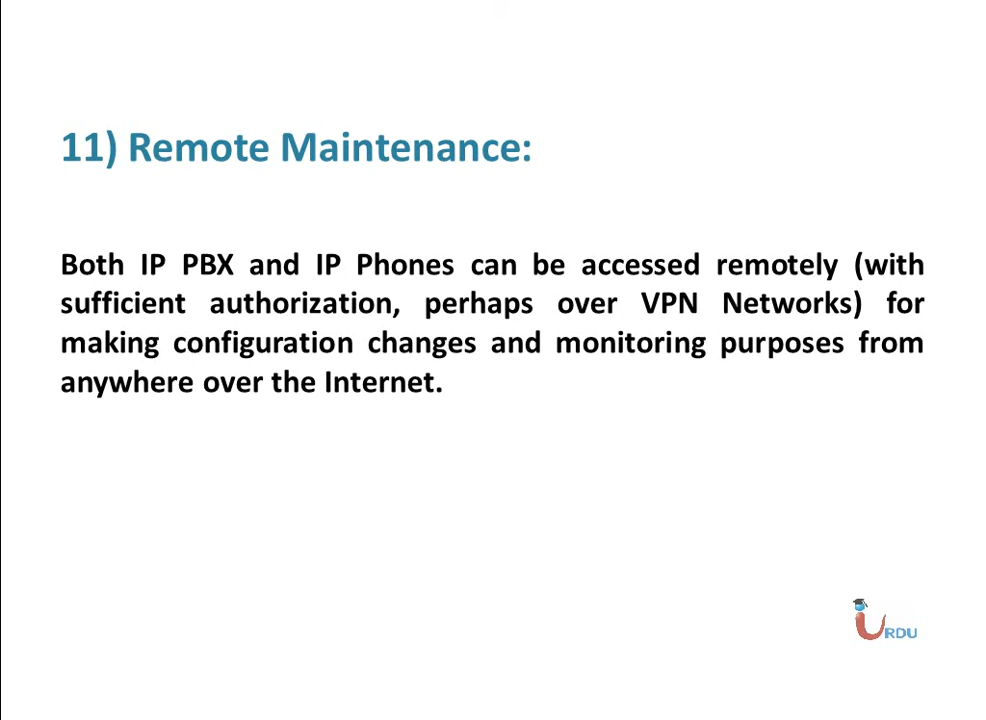 11) Remote Maintenance:
Both IP PBX and IP Phones can be accessed remotely (with
sufficient authorization, perhaps over VPN Networks) for
making configuration changes and monitoring purposes from
anywhere over the Internet.
URDU